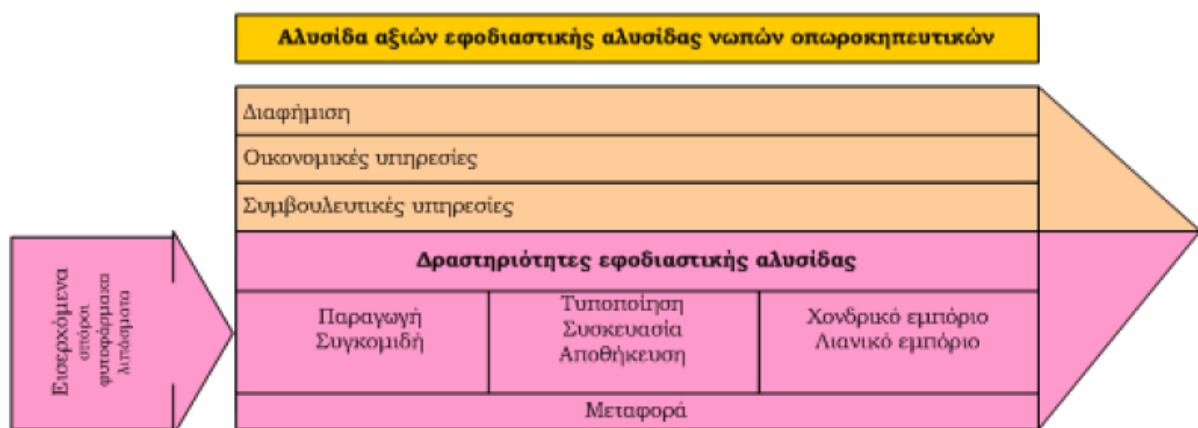 Αλυσίδα αξιών εφοδιαστικής αλυσίδας νωπών οπωροκηπευτικών
Διαφήμιση
Οικονομικές υπηρεσίες
Συμβουλευτικές υπηρεσίες
Εισερχόμενα
σπόροι
φυτοφάρμακα
λιπάσματα
Δραστηριότητες εφοδιαστικής αλυσίδας
Παραγωγή
Συγκομιδή
Τυποποίηση
Συσκευασία
Αποθήκευση
Χονδρικό εμπόριο
Λιανικό εμπόριο
Μεταφορά